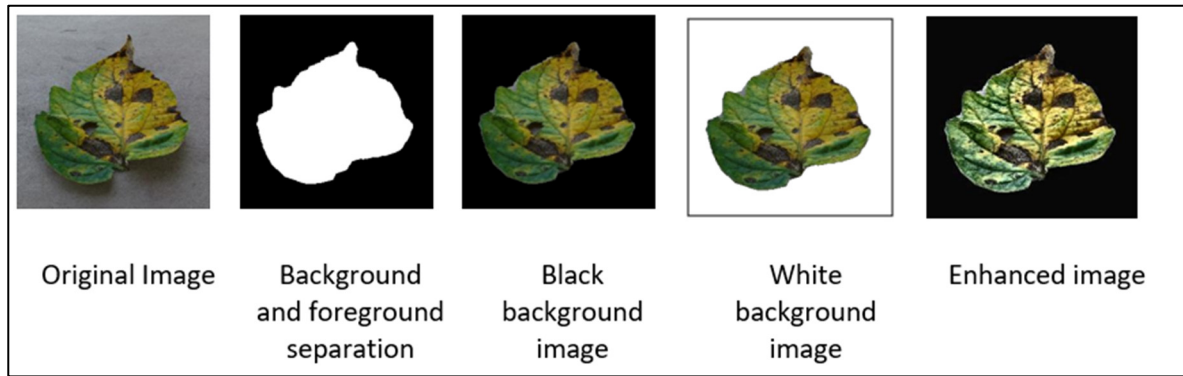 Original Image
Background
and foreground
separation
Black
background
image
White
background
image
Enhanced image